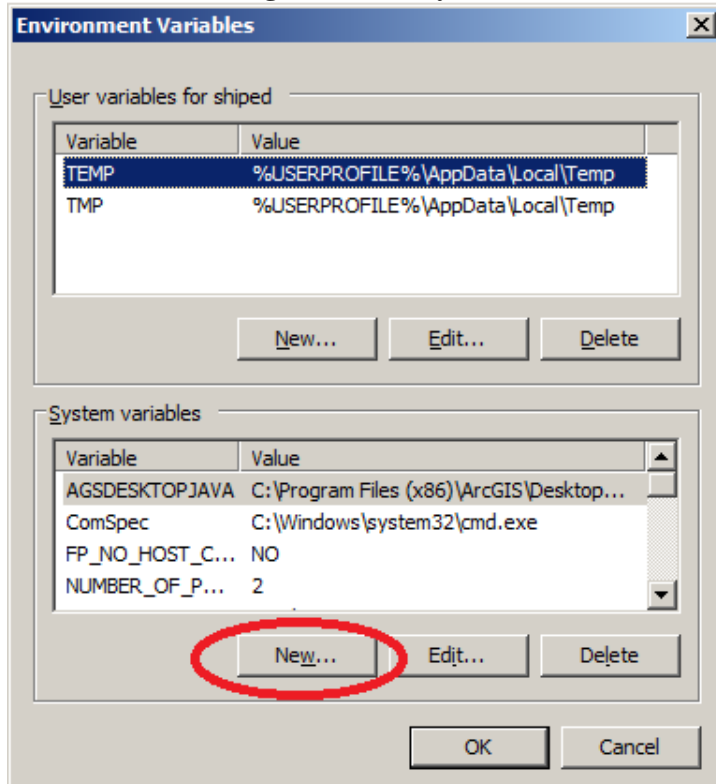 Environment Variables
User variables for shiped
Variable Value
TEMP %USERPROFILE%\AppData\Local\Temp
TMP %USERPROFILE%\AppData\Local\Temp
New... Edit... Delete
System variables
Variable Value
AGSDESKTOPJAVA C:\Program Files (x86)\ArcGIS\Desktop...
ComSpec C:\Windows\system32\cmd.exe
FP_NO_HOST_C... NO
NUMBER_OF_P... 2
New... Edit... Delete
OK Cancel